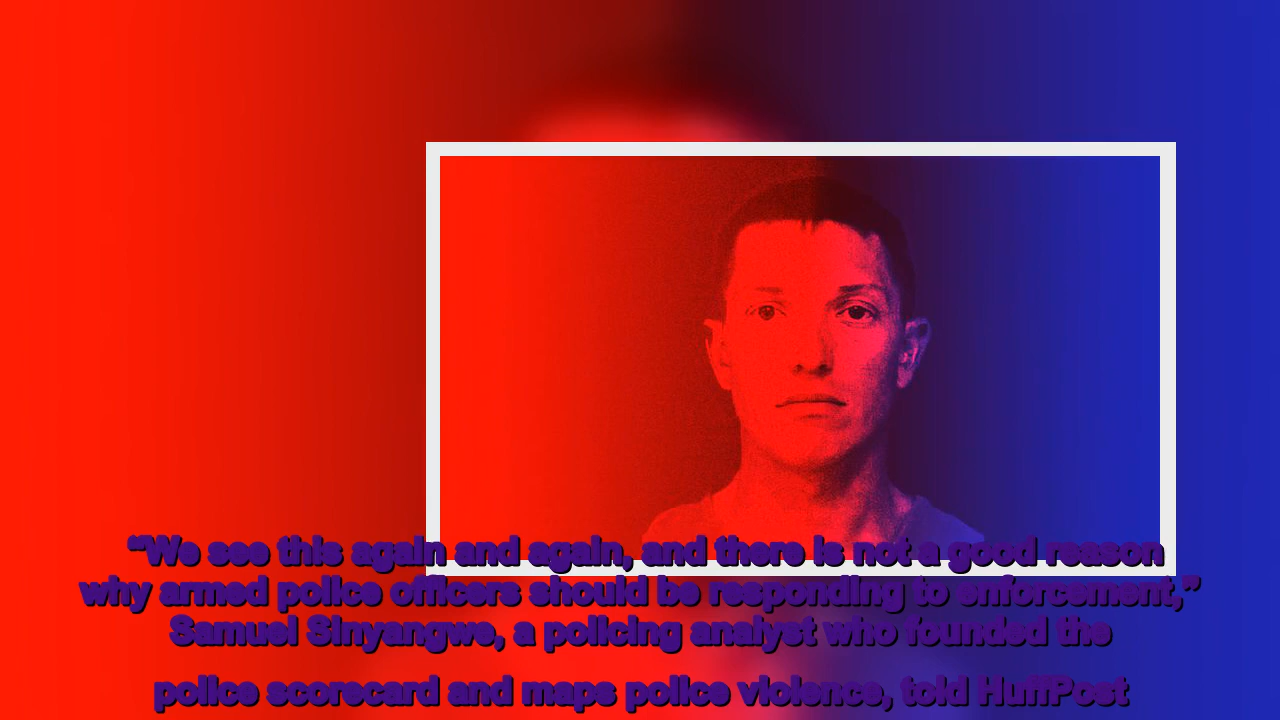 “We see this again and again, and there is not a good reason
why armed police officers should be responding to enforcement,”
Samuel Sinyangwe, a policing analyst who founded the
police scorecard and maps police violence, told HuffPost